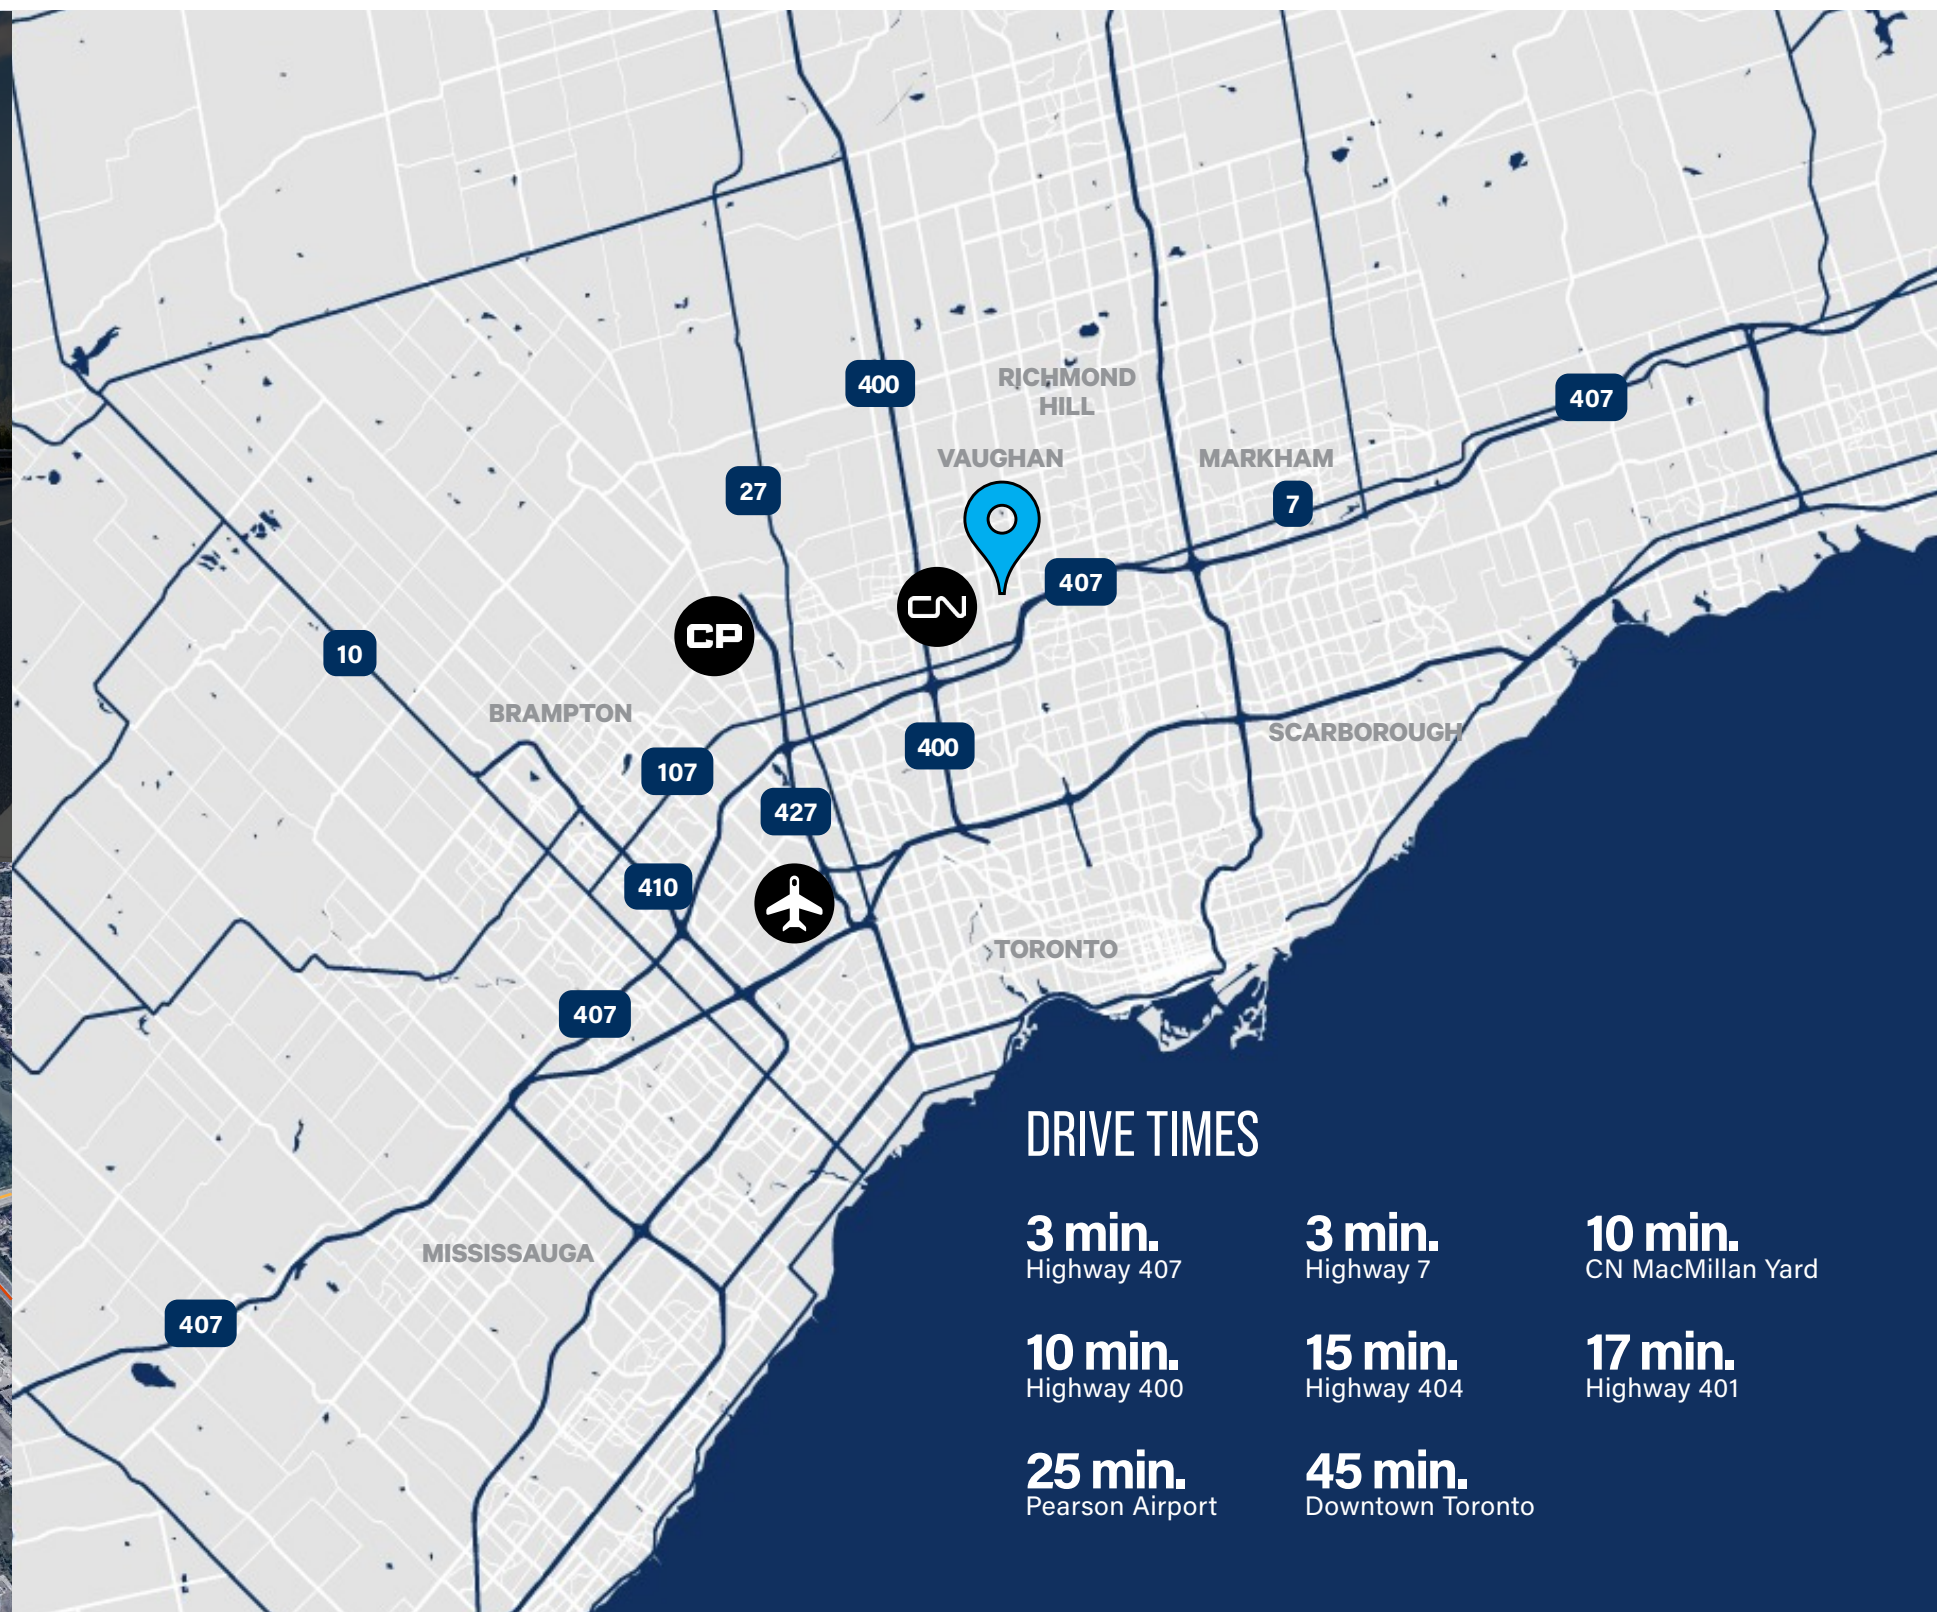 400
RICHMOND
HILL
407
VAUGHAN
MARKHAM
27
7
407
CN
CP
10
BRAMPTON
SCARBOROUGH
400
107
427
410
TORONTO
407
MISSISSAUGA
407
DRIVE TIMES
3 min.
Highway 407
3 min.
Highway 7
10 min.
CN MacMillan Yard
10 min.
Highway 400
15 min.
Highway 404
17 min.
Highway 401
25 min.
Pearson Airport
45 min.
Downtown Toronto